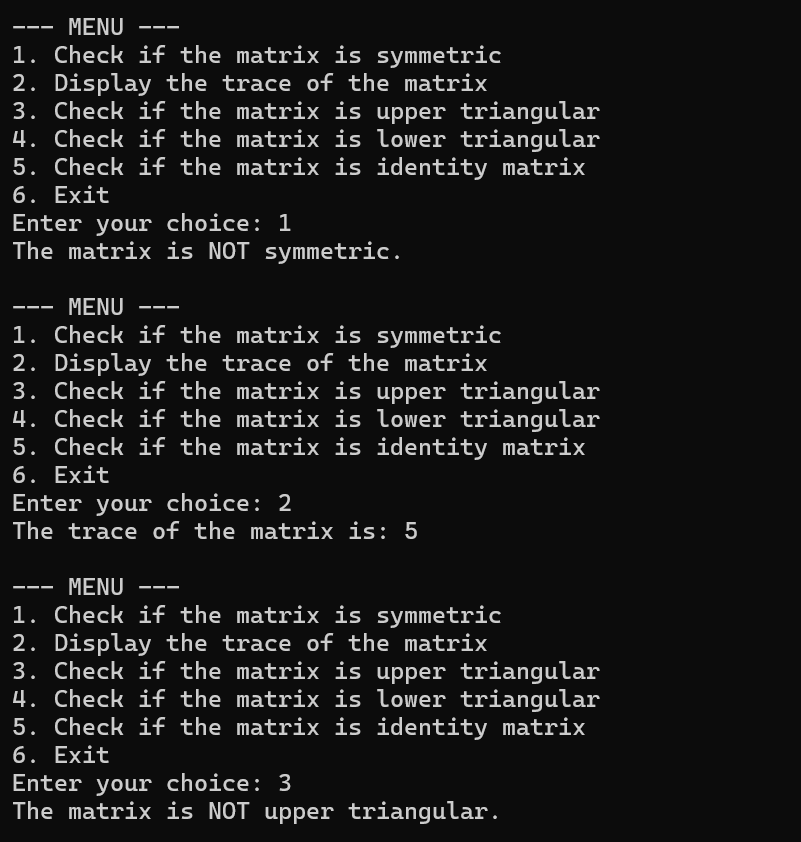 --- MENU ---
1. Check if the matrix is symmetric
2. Display the trace of the matrix
3. Check if the matrix is upper triangular
4. Check if the matrix is lower triangular
5. Check if the matrix is identity matrix
6. Exit
Enter your choice: 1
The matrix is NOT symmetric.

--- MENU ---
1. Check if the matrix is symmetric
2. Display the trace of the matrix
3. Check if the matrix is upper triangular
4. Check if the matrix is lower triangular
5. Check if the matrix is identity matrix
6. Exit
Enter your choice: 2
The trace of the matrix is: 5

--- MENU ---
1. Check if the matrix is symmetric
2. Display the trace of the matrix
3. Check if the matrix is upper triangular
4. Check if the matrix is lower triangular
5. Check if the matrix is identity matrix
6. Exit
Enter your choice: 3
The matrix is NOT upper triangular.